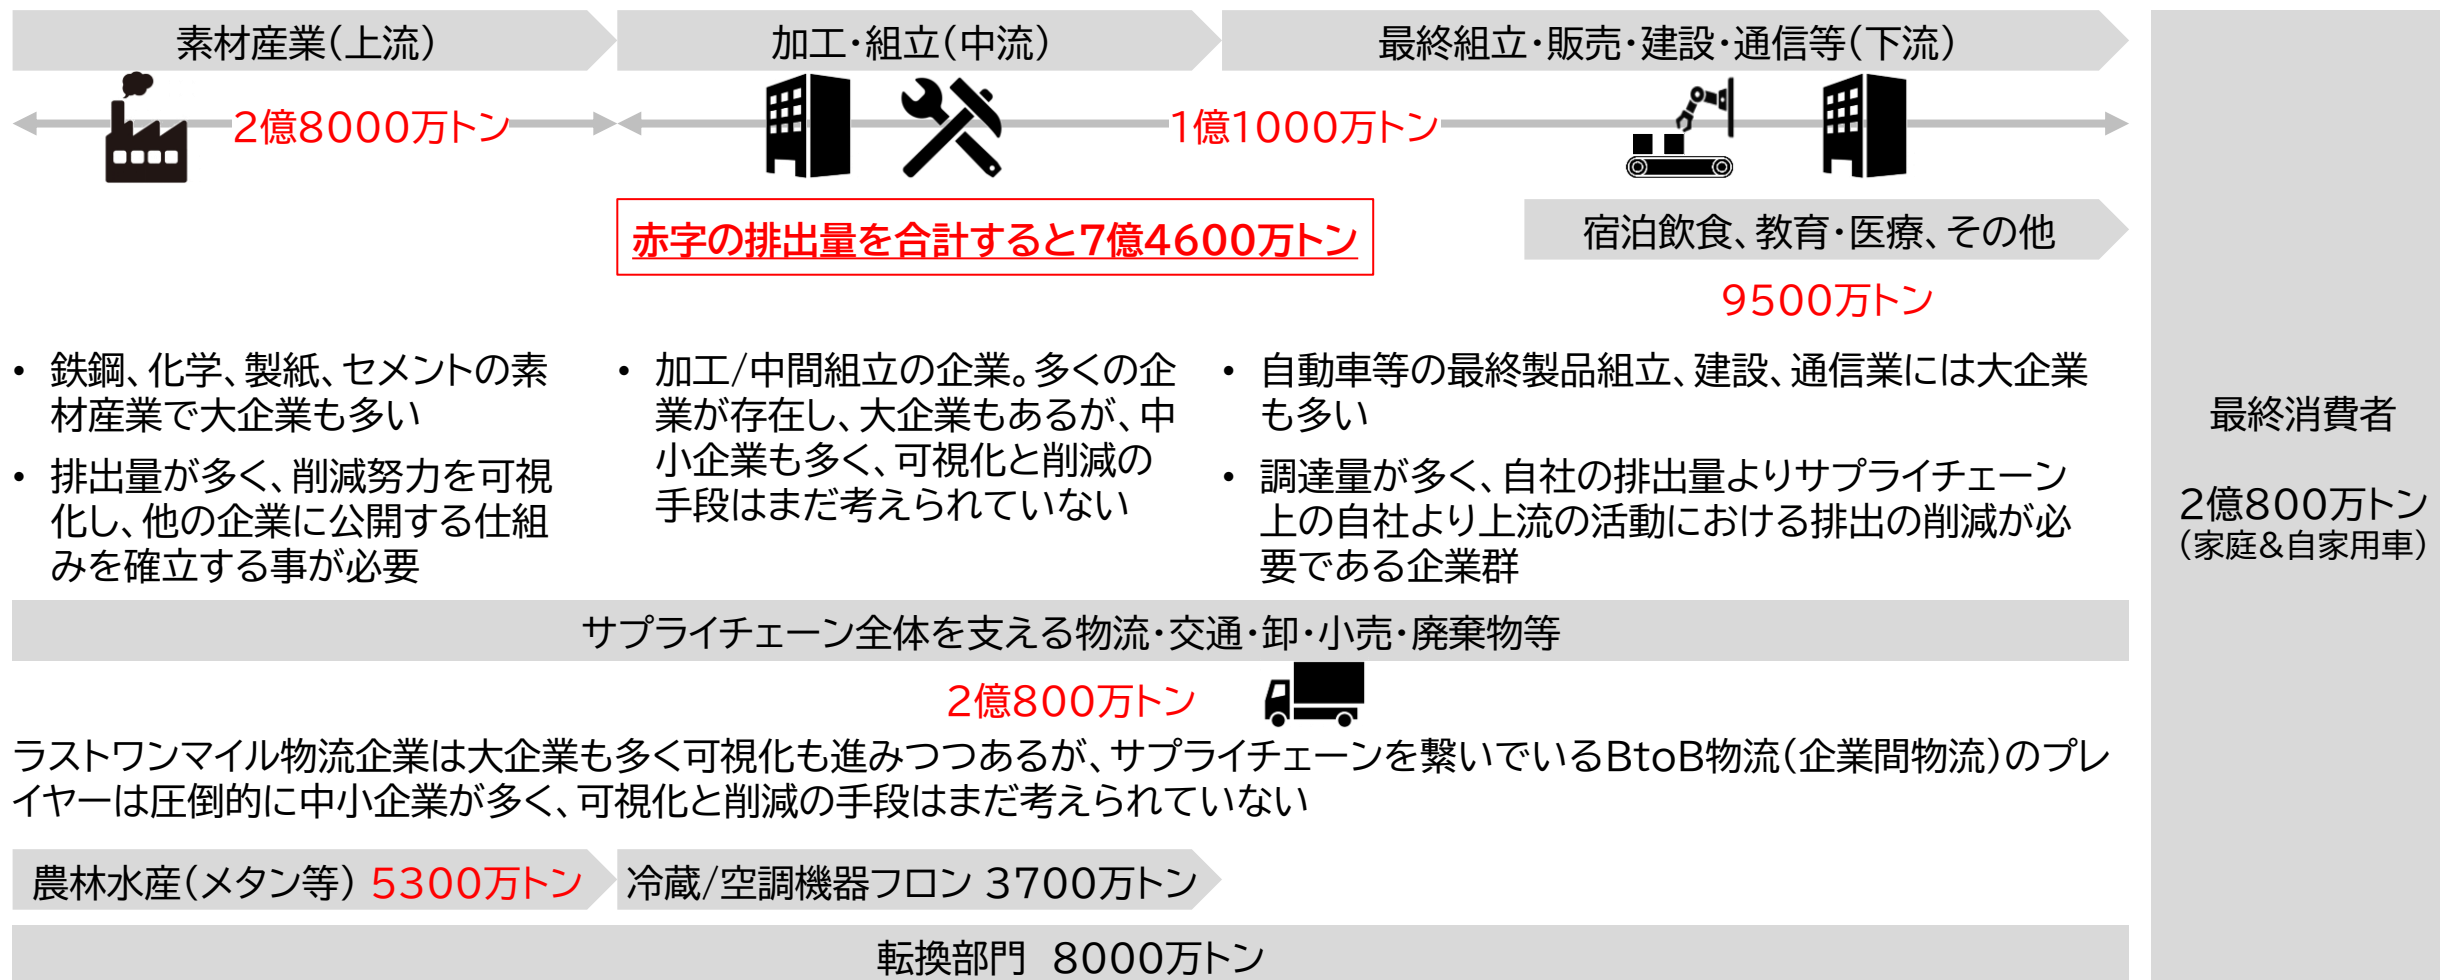 素材産業(上流)
加工・組立(中流)
最終組立・販売・建設・通信等(下流)
2億8000万トン
1億1000万トン
赤字の排出量を合計すると7億4600万トン
宿泊飲食、教育・医療、その他
9500万トン
• 鉄鋼、化学、製紙、セメントの素
材産業で大企業も多い
• 排出量が多く、削減努力を可視
化し、他の企業に公開する仕組
みを確立する事が必要
• 加工/中間組立の企業。多くの企
業が存在し、大企業もあるが、中
小企業も多く、可視化と削減の
手段はまだ考えられていない
• 自動車等の最終製品組立、建設、通信業には大企業
も多い
• 調達量が多く、自社の排出量よりサプライチェーン
上の自社より上流の活動における排出の削減が必
要である企業群
サプライチェーン全体を支える物流・交通・卸・小売・廃棄物等
2億800万トン
ラストワンマイル物流企業は大企業も多く可視化も進みつつあるが、サプライチェーンを繋いでいるBtoB物流(企業間物流)のプレ
イヤーは圧倒的に中小企業が多く、可視化と削減の手段はまだ考えられていない
農林水産(メタン等) 5300万トン
冷蔵/空調機器フロン 3700万トン
転換部門 8000万トン
最終消費者
2億800万トン
(家庭&自家用車)